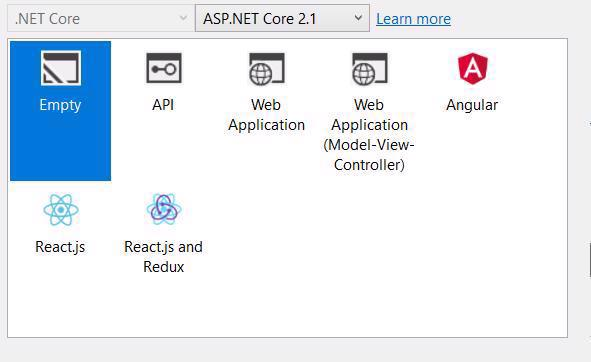 .NET Core
ASP.NET Core 2.1
Learn more
Empty
API
Web
Application
Web
Application
(Model-View-
Controller)
Angular
React.js
React.js and
Redux